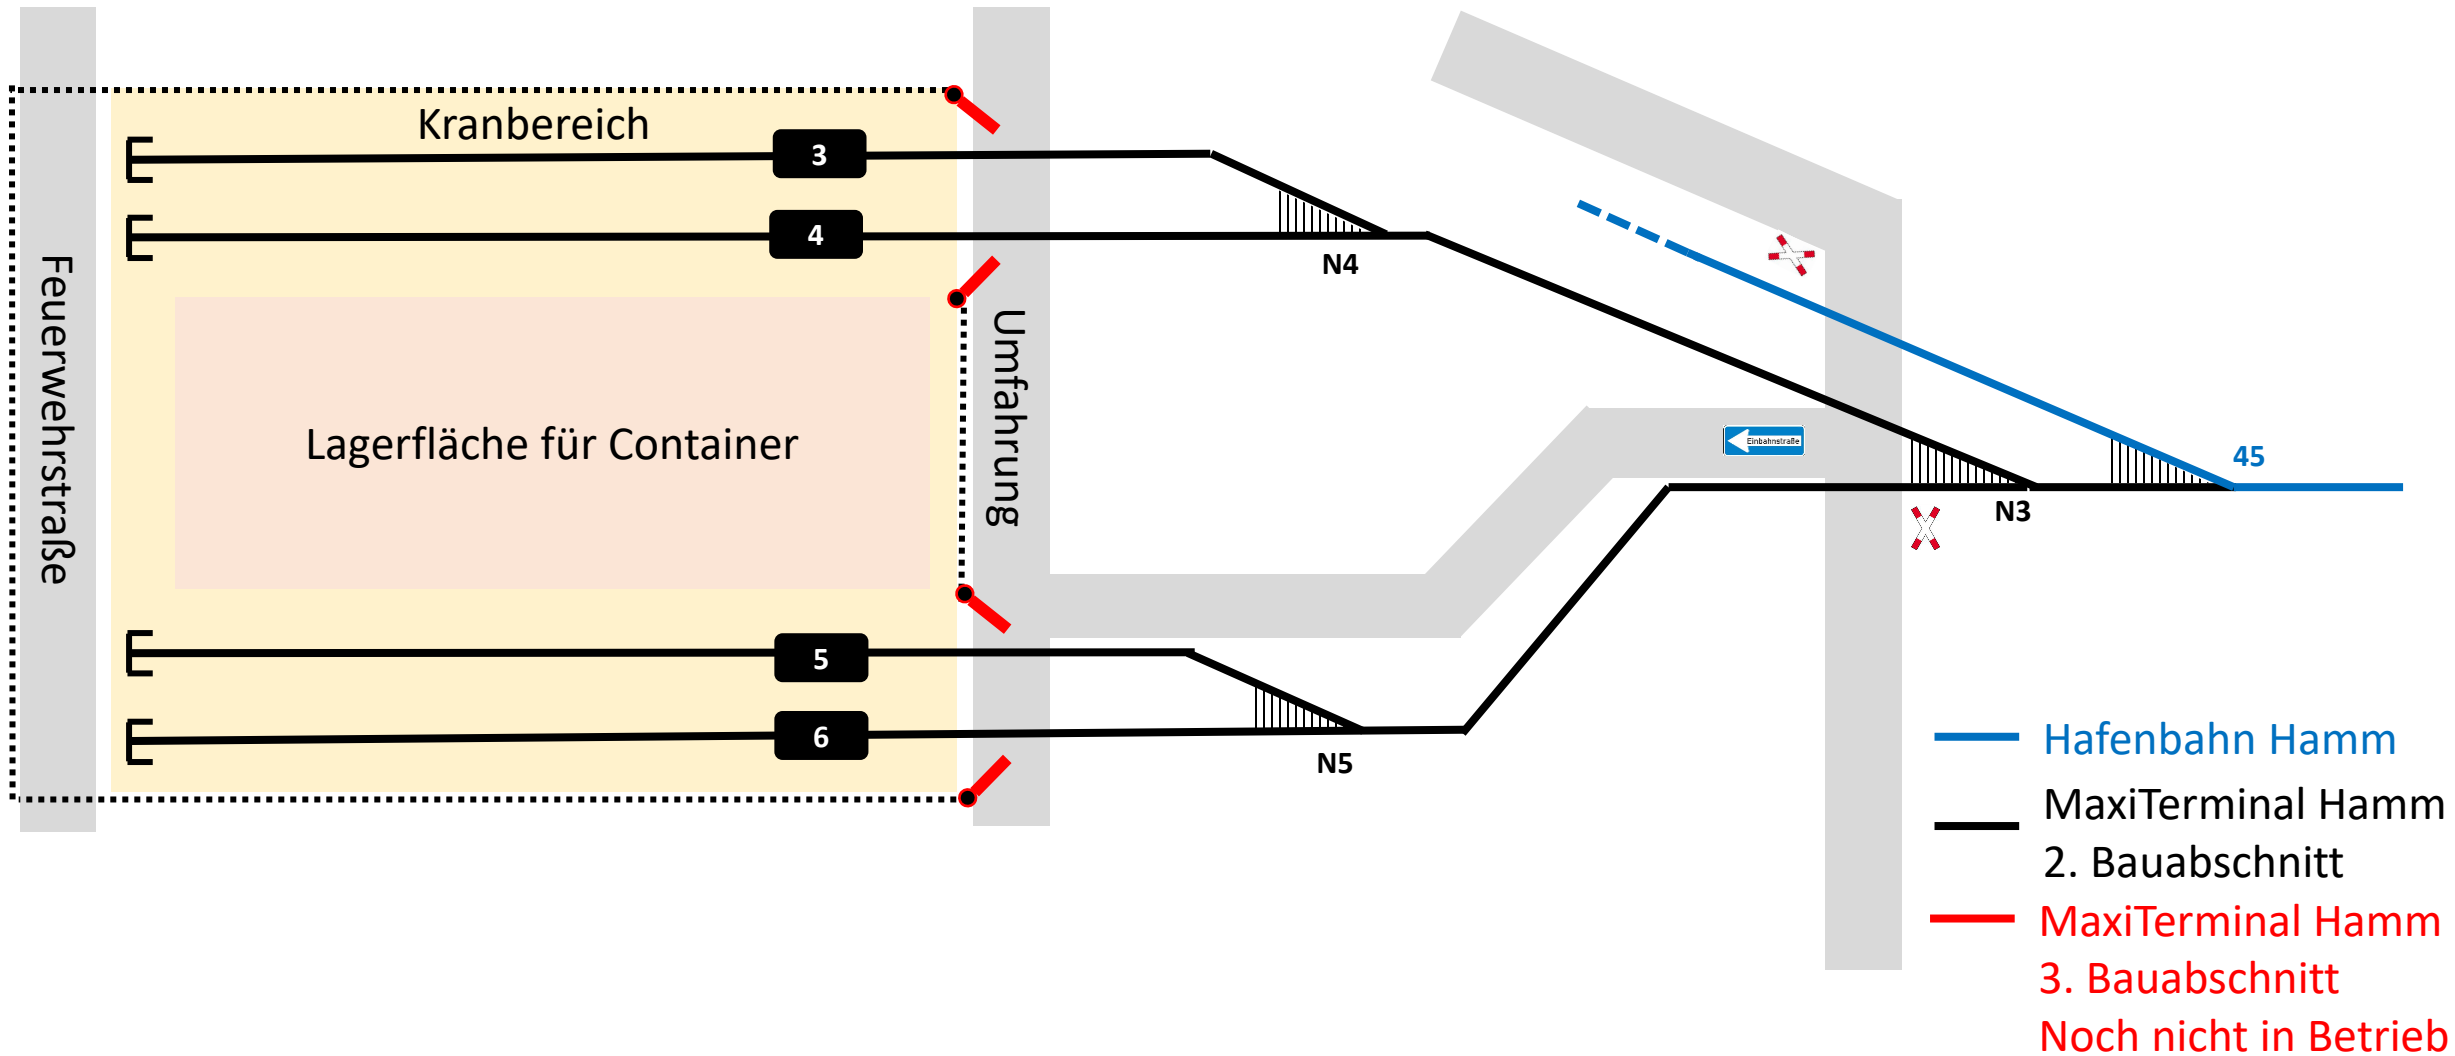 Kranbereich
3
4
N4
Feuerwehrstraße
Umfahrung
Lagerfläche für Container
Einbahnstraße
45
N3
5
6
N5
Hafenbahn Hamm
MaxiTerminal Hamm
2. Bauabschnitt
MaxiTerminal Hamm
3. Bauabschnitt
Noch nicht in Betrieb